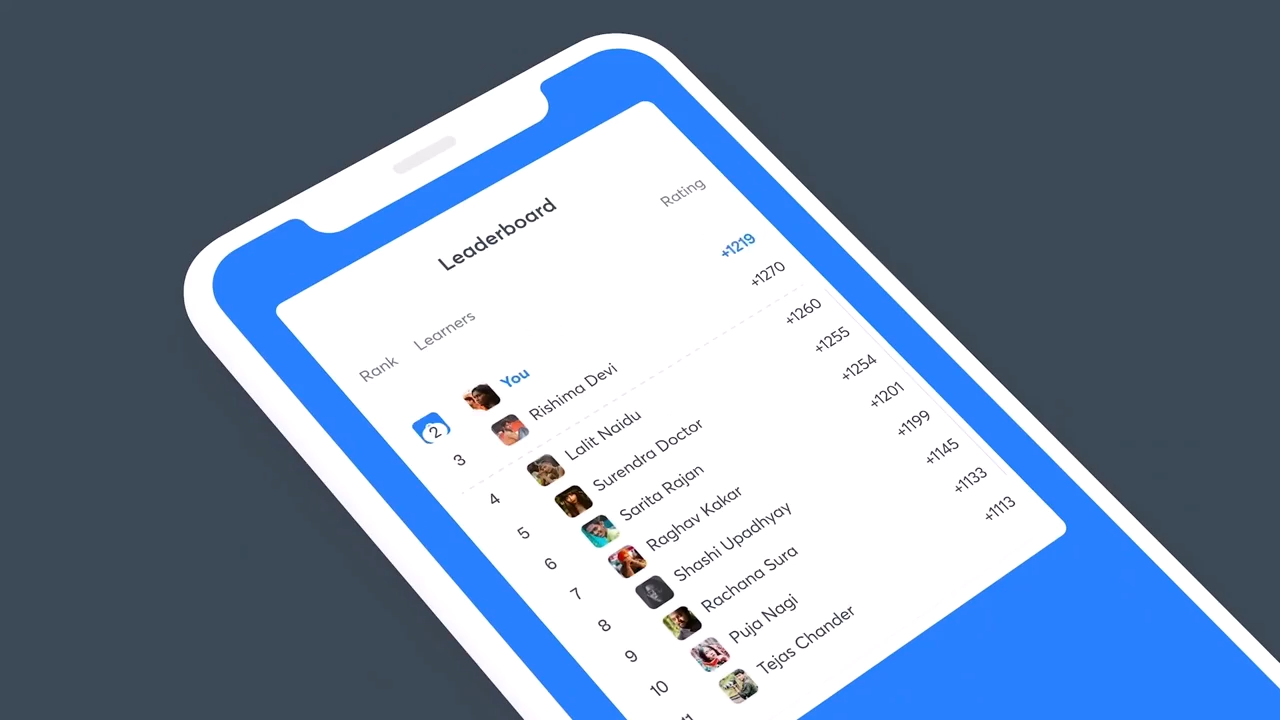 Leaderboard
Rank Learners Rating
2 You +1219
3 Rishima Devi +1270
4 Lalit Naidu +1260
5 Surendra Doctor +1255
6 Sarita Rajan +1254
7 Raghav Kakar +1201
8 Shashi Upadhyay +1199
9 Rachana Sura +1145
10 Puja Nagi +1133
11 Tejas Chander +1113